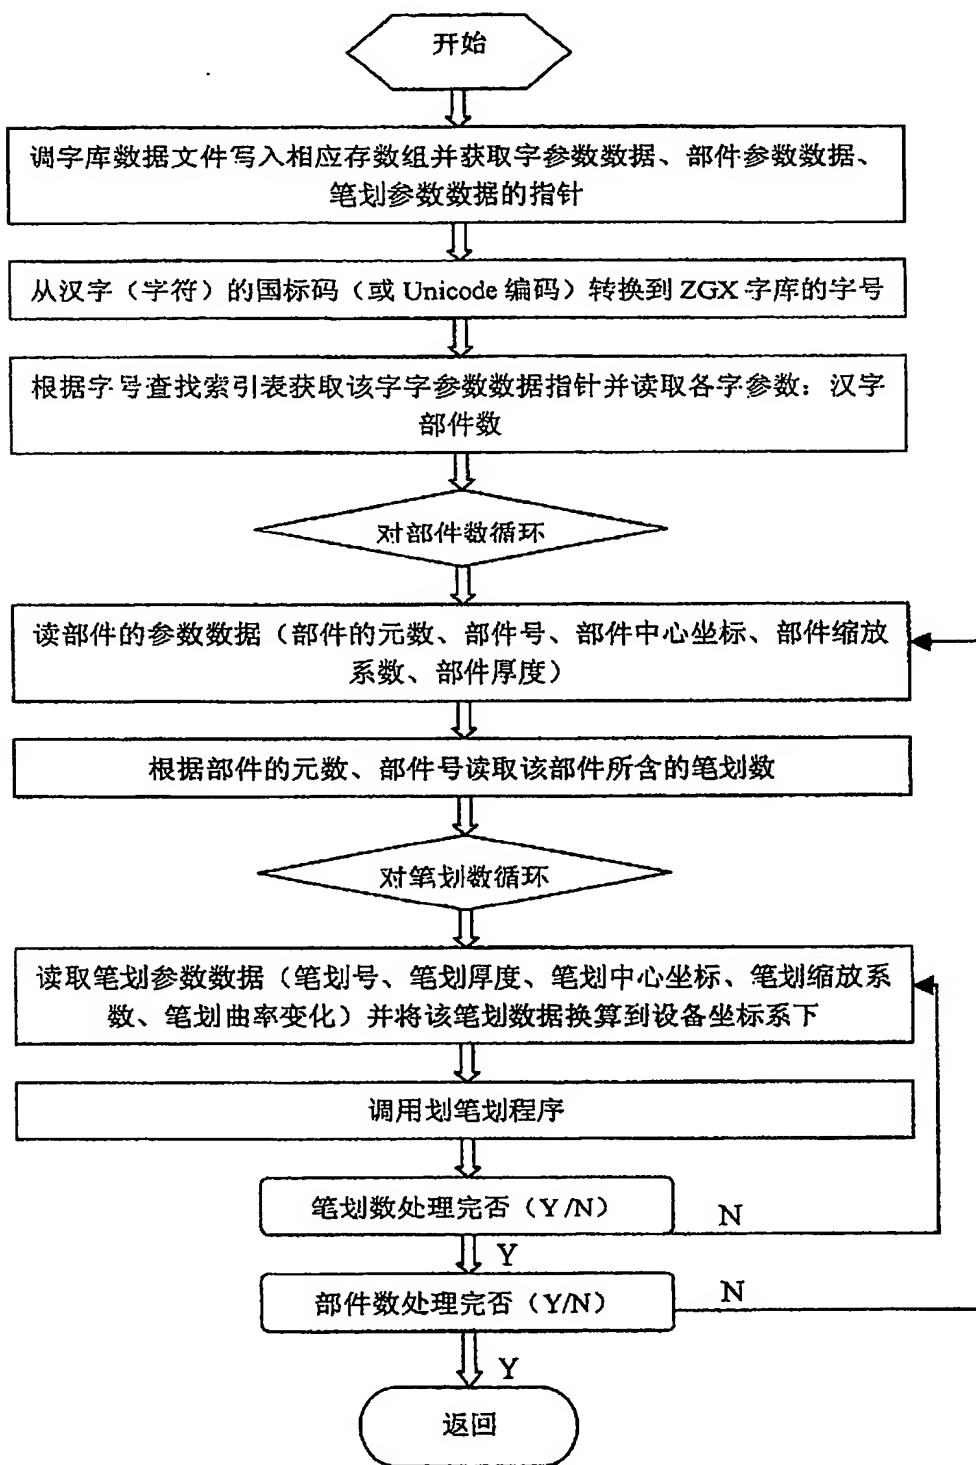 开始
调字库数据文件写入相应存数组并获取字参数数据、部件参数数据、
笔划参数数据的指针
从汉字（字符）的国标码（或 Unicode 编码）转换到 ZGX 字库的字号
根据字号查找索引表获取该字字参数数据指针并读取各字参数：汉字
部件数
对部件数循环
读部件的参数数据（部件的元数、部件号、部件中心坐标、部件缩放
系数、部件厚度）
根据部件的元数、部件号读取该部件所含的笔划数
对笔划数循环
读取笔划参数数据（笔划号、笔划厚度、笔划中心坐标、笔划缩放系
数、笔划曲率变化）并将该笔划数据换算到设备坐标系下
调用划笔划程序
笔划数处理完否（Y/N）
N
Y
部件数处理完否（Y/N）
N
Y
返回